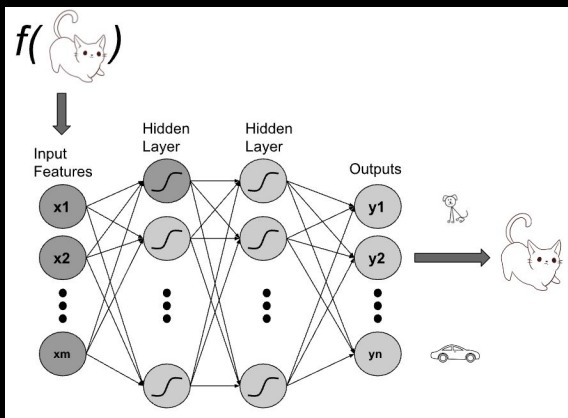 f( )
Hidden
Layer
Hidden
Layer
Input
Features
Outputs
x1
y1
x2
y2
xm
yn